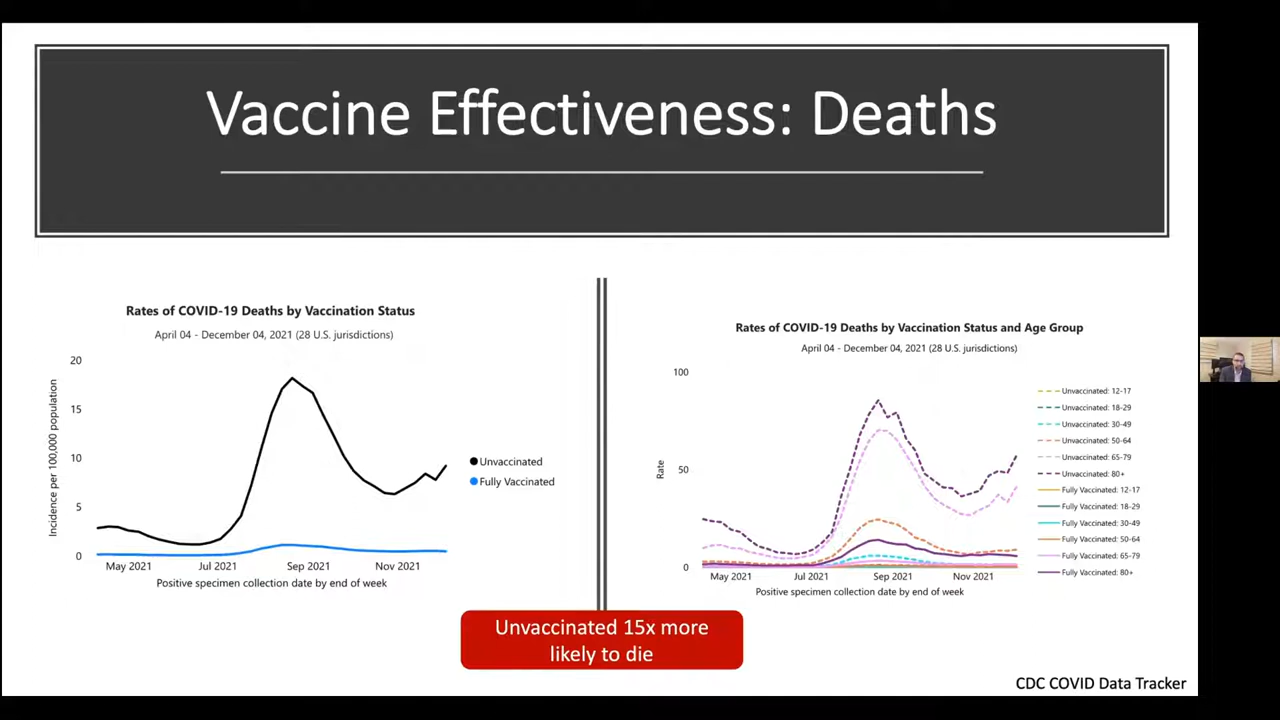 Vaccine Effectiveness: Deaths
Rates of COVID-19 Deaths by Vaccination Status
April 04 - December 04, 2021 (28 U.S. jurisdictions)
Incidence per 100,000 population
20
15
10
5
0
May 2021 Jul 2021 Sep 2021 Nov 2021
Positive specimen collection date by end of week
Unvaccinated
Fully Vaccinated
Rates of COVID-19 Deaths by Vaccination Status and Age Group
April 04 - December 04, 2021 (28 U.S. jurisdictions)
Rate
100
50
0
May 2021 Jul 2021 Sep 2021 Nov 2021
Positive specimen collection date by end of week
Unvaccinated: 12-17
Unvaccinated: 18-29
Unvaccinated: 30-49
Unvaccinated: 50-64
Unvaccinated: 65-79
Unvaccinated: 80+
Fully Vaccinated: 12-17
Fully Vaccinated: 18-29
Fully Vaccinated: 30-49
Fully Vaccinated: 50-64
Fully Vaccinated: 65-79
Fully Vaccinated: 80+
Unvaccinated 15x more
likely to die
CDC COVID Data Tracker